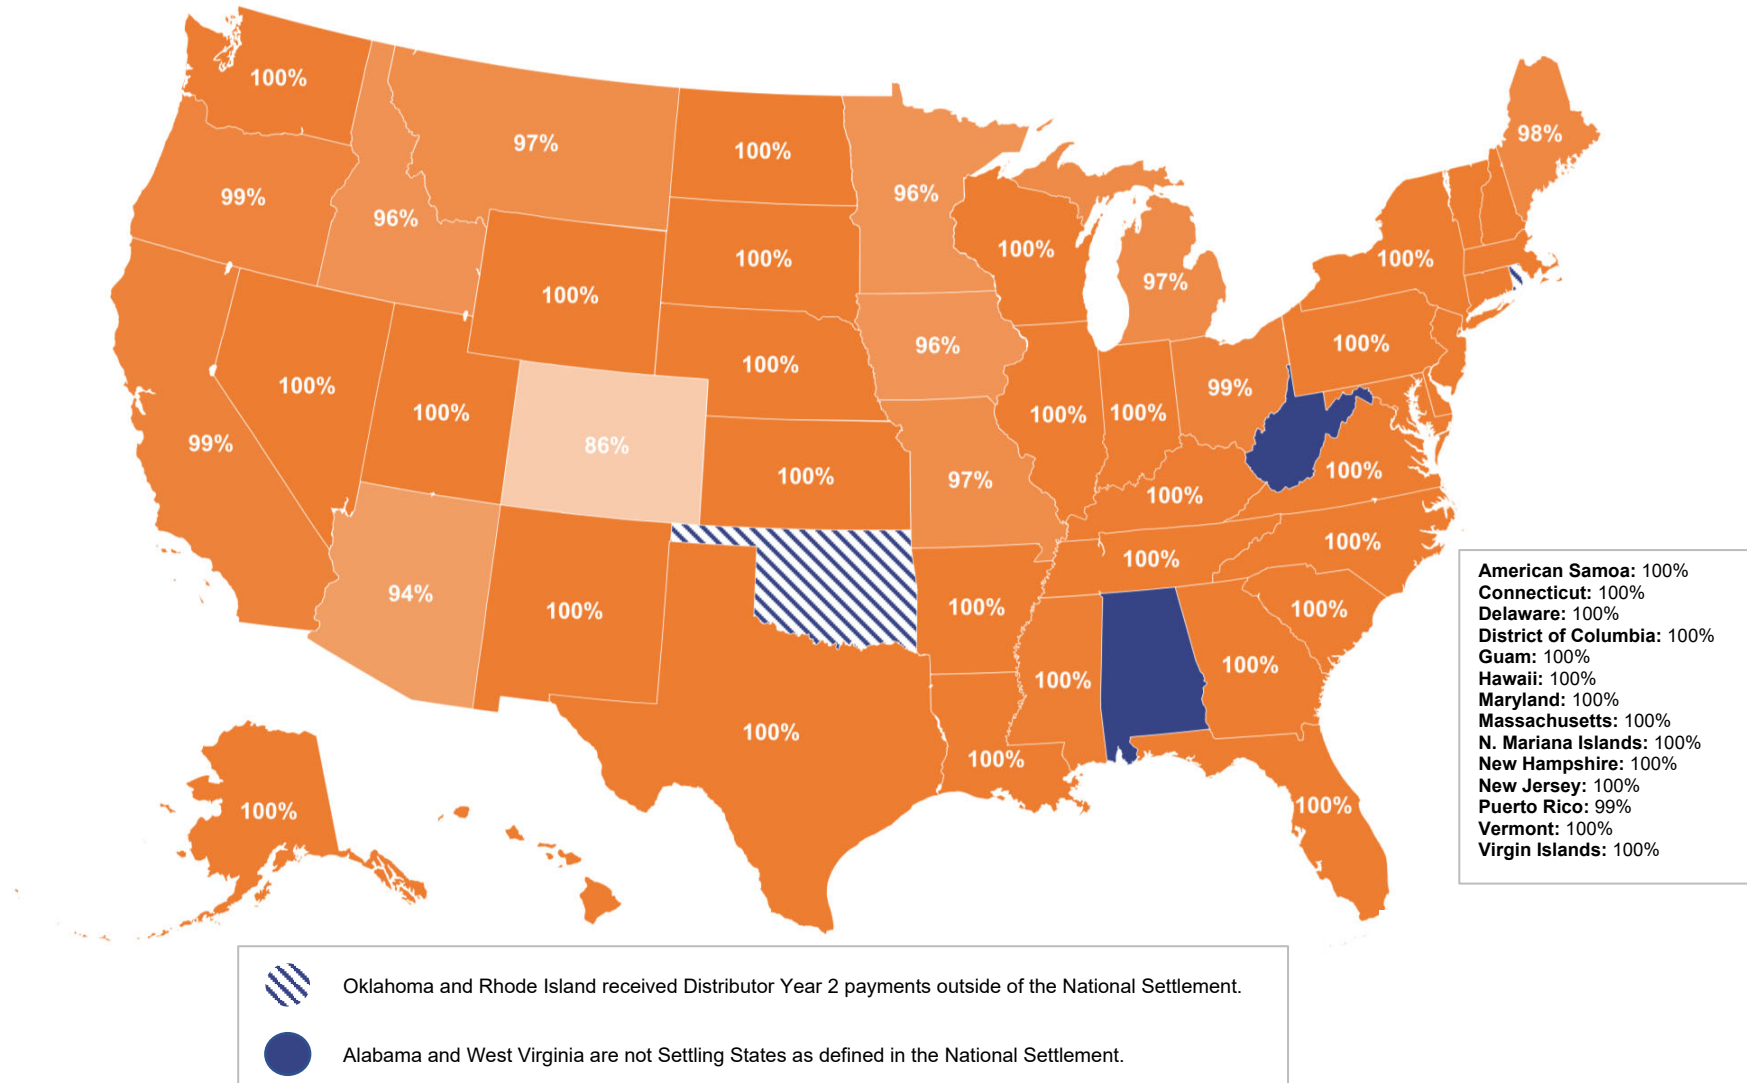 100%
98%
97%
100%
96%
99%
96%
100%
100%
100%
97%
100%
100%
96%
100%
100%
99%
100%
100%
100%
100%
99%
86%
100%
97%
100%
100%
100%
100%
94%
100%
100%
100%
100%
100%
100%
100%
100%
100%
100%
American Samoa: 100%
Connecticut: 100%
Delaware: 100%
District of Columbia: 100%
Guam: 100%
Hawaii: 100%
Maryland: 100%
Massachusetts: 100%
N. Mariana Islands: 100%
New Hampshire: 100%
New Jersey: 100%
Puerto Rico: 99%
Vermont: 100%
Virgin Islands: 100%
Oklahoma and Rhode Island received Distributor Year 2 payments outside of the National Settlement.
Alabama and West Virginia are not Settling States as defined in the National Settlement.